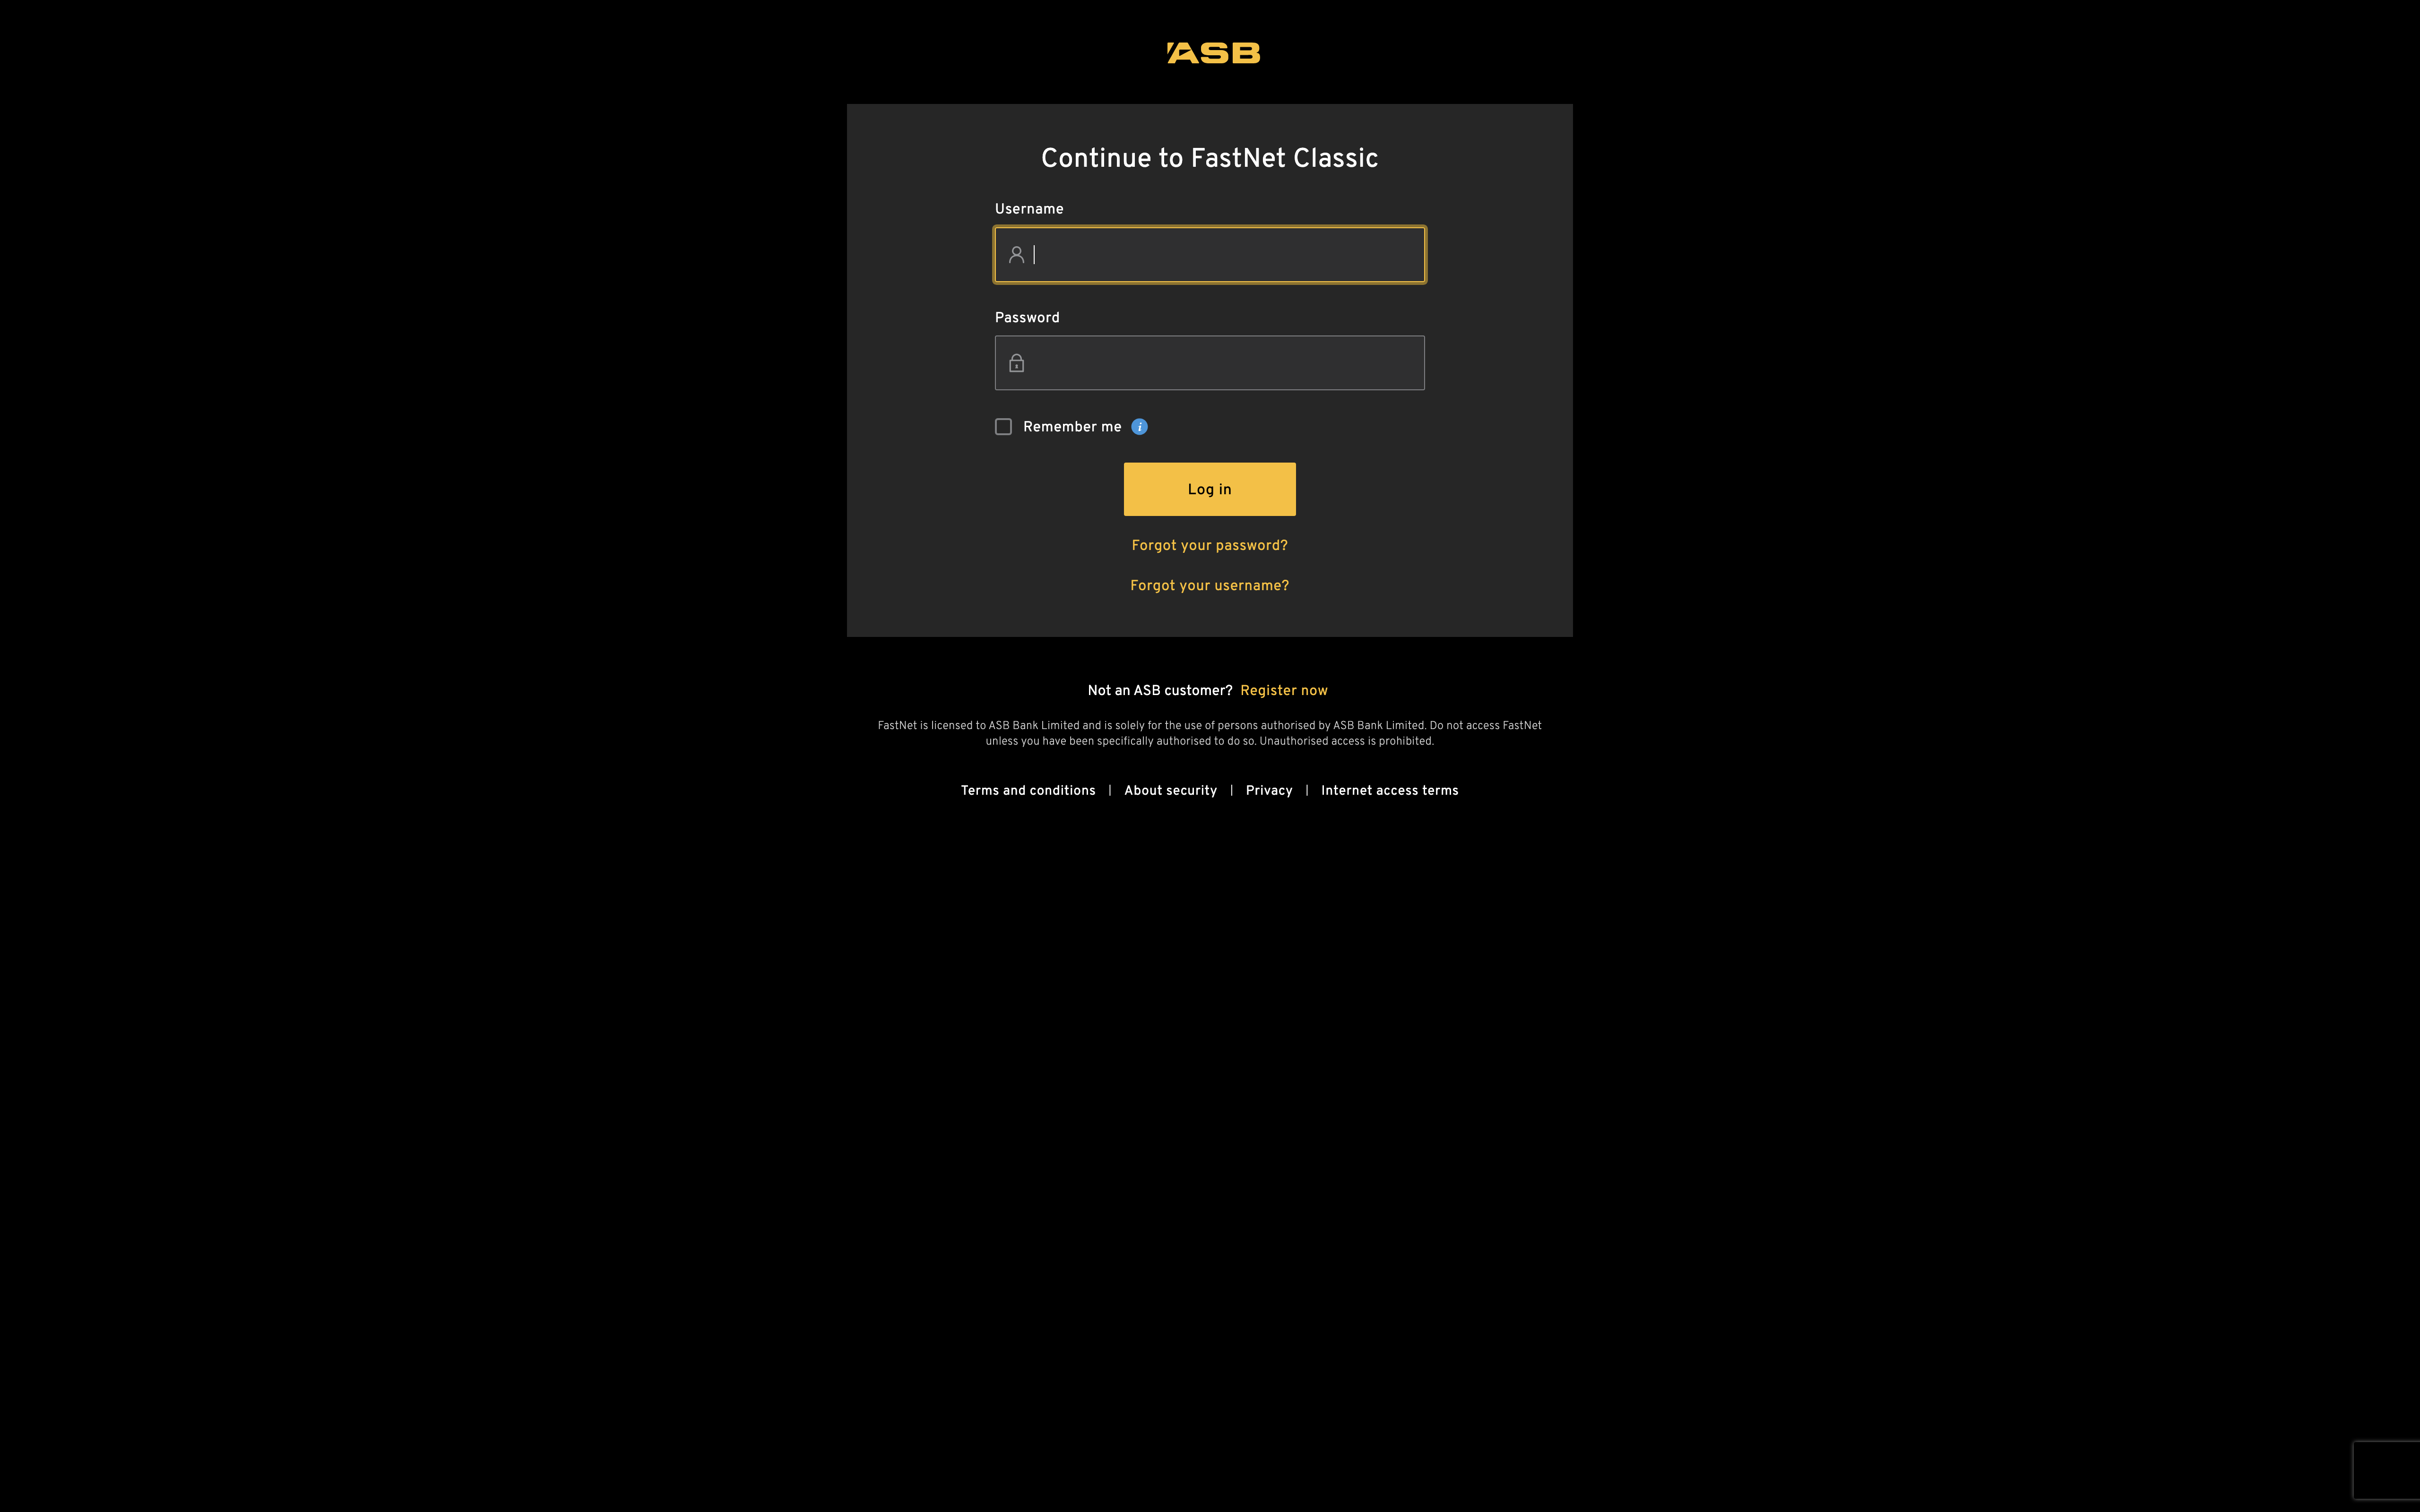 ASB
Continue to FastNet Classic
Username
Password
Remember me
Log in
Forgot your password?
Forgot your username?
Not an ASB customer? Register now
FastNet is licensed to ASB Bank Limited and is solely for the use of persons authorised by ASB Bank Limited. Do not access FastNet
unless you have been specifically authorised to do so. Unauthorised access is prohibited.
Terms and conditions | About security | Privacy | Internet access terms